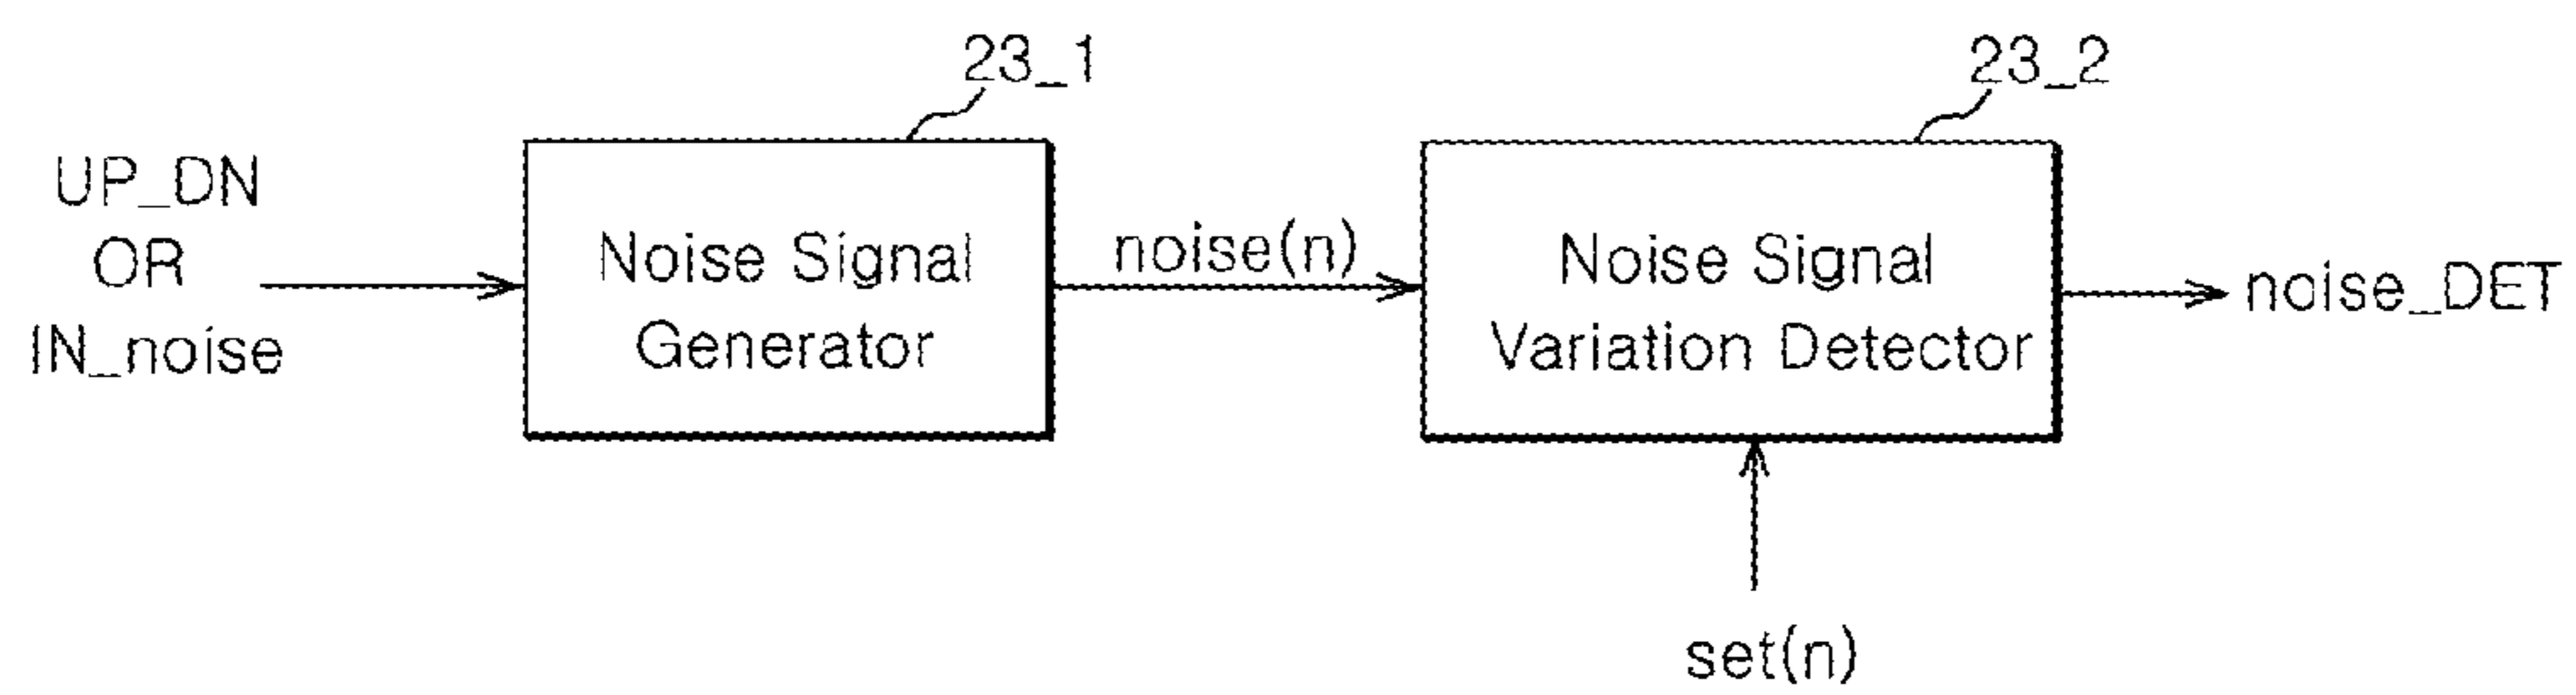 23_1
23_2
UP_DN
OR
IN_noise
Noise Signal
Generator
noise(n)
Noise Signal
Variation Detector
noise_DET
set(n)